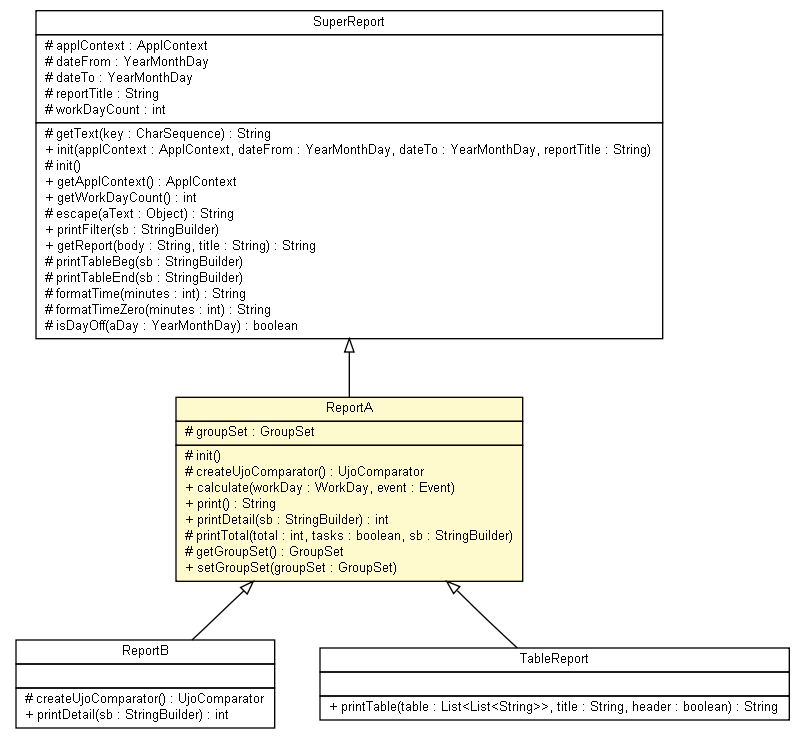 SuperReport
# applContext : ApplContext
# dateFrom : YearMonthDay
# dateTo : YearMonthDay
# reportTitle : String
# workDayCount : int
# getText(key : CharSequence) : String
+ init(applContext : ApplContext, dateFrom : YearMonthDay, dateTo : YearMonthDay, reportTitle : String)
# init()
+ getApplContext() : ApplContext
+ getWorkDayCount() : int
# escape(aText : Object) : String
+ printFilter(sb : StringBuilder)
+ getReport(body : String, title : String) : String
# printTableBeg(sb : StringBuilder)
# printTableEnd(sb : StringBuilder)
# formatTime(minutes : int) : String
# formatTimeZero(minutes : int) : String
# isDayOff(aDay : YearMonthDay) : boolean
ReportA
# groupSet : GroupSet
# init()
# createUjoComparator() : UjoComparator
+ calculate(workDay : WorkDay, event : Event)
+ print() : String
+ printDetail(sb : StringBuilder) : int
# printTotal(total : int, tasks : boolean, sb : StringBuilder)
# getGroupSet() : GroupSet
+ setGroupSet(groupSet : GroupSet)
ReportB
# createUjoComparator() : UjoComparator
+ printDetail(sb : StringBuilder) : int
TableReport
+ printTable(table : List<List<String>>, title : String, header : boolean) : String